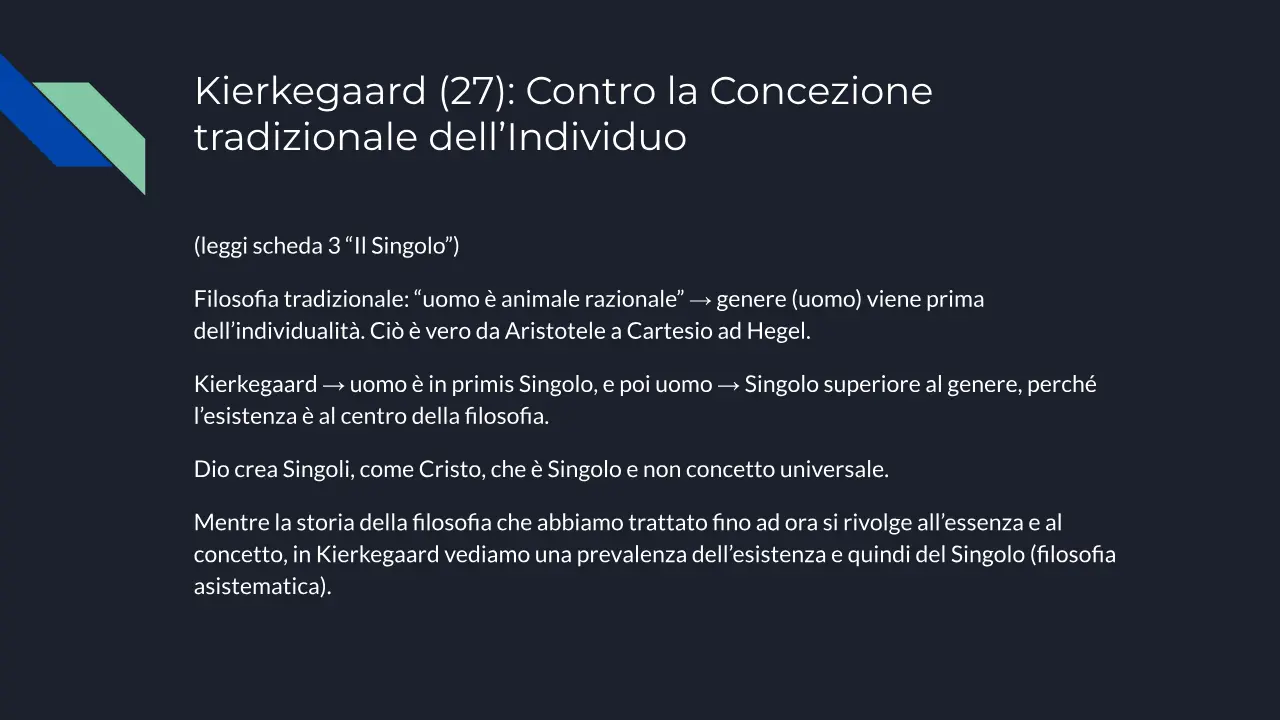 Kierkegaard (27): Contro la Concezione
tradizionale dell’Individuo
(leggi scheda 3 “Il Singolo”)
Filosofia tradizionale: “uomo è animale razionale” → genere (uomo) viene prima
dell’individualità. Ciò è vero da Aristotele a Cartesio ad Hegel.
Kierkegaard → uomo è in primis Singolo, e poi uomo → Singolo superiore al genere, perché
l’esistenza è al centro della filosofia.
Dio crea Singoli, come Cristo, che è Singolo e non concetto universale.
Mentre la storia della filosofia che abbiamo trattato fino ad ora si rivolge all’essenza e al
concetto, in Kierkegaard vediamo una prevalenza dell’esistenza e quindi del Singolo (filosofia
asistematica).